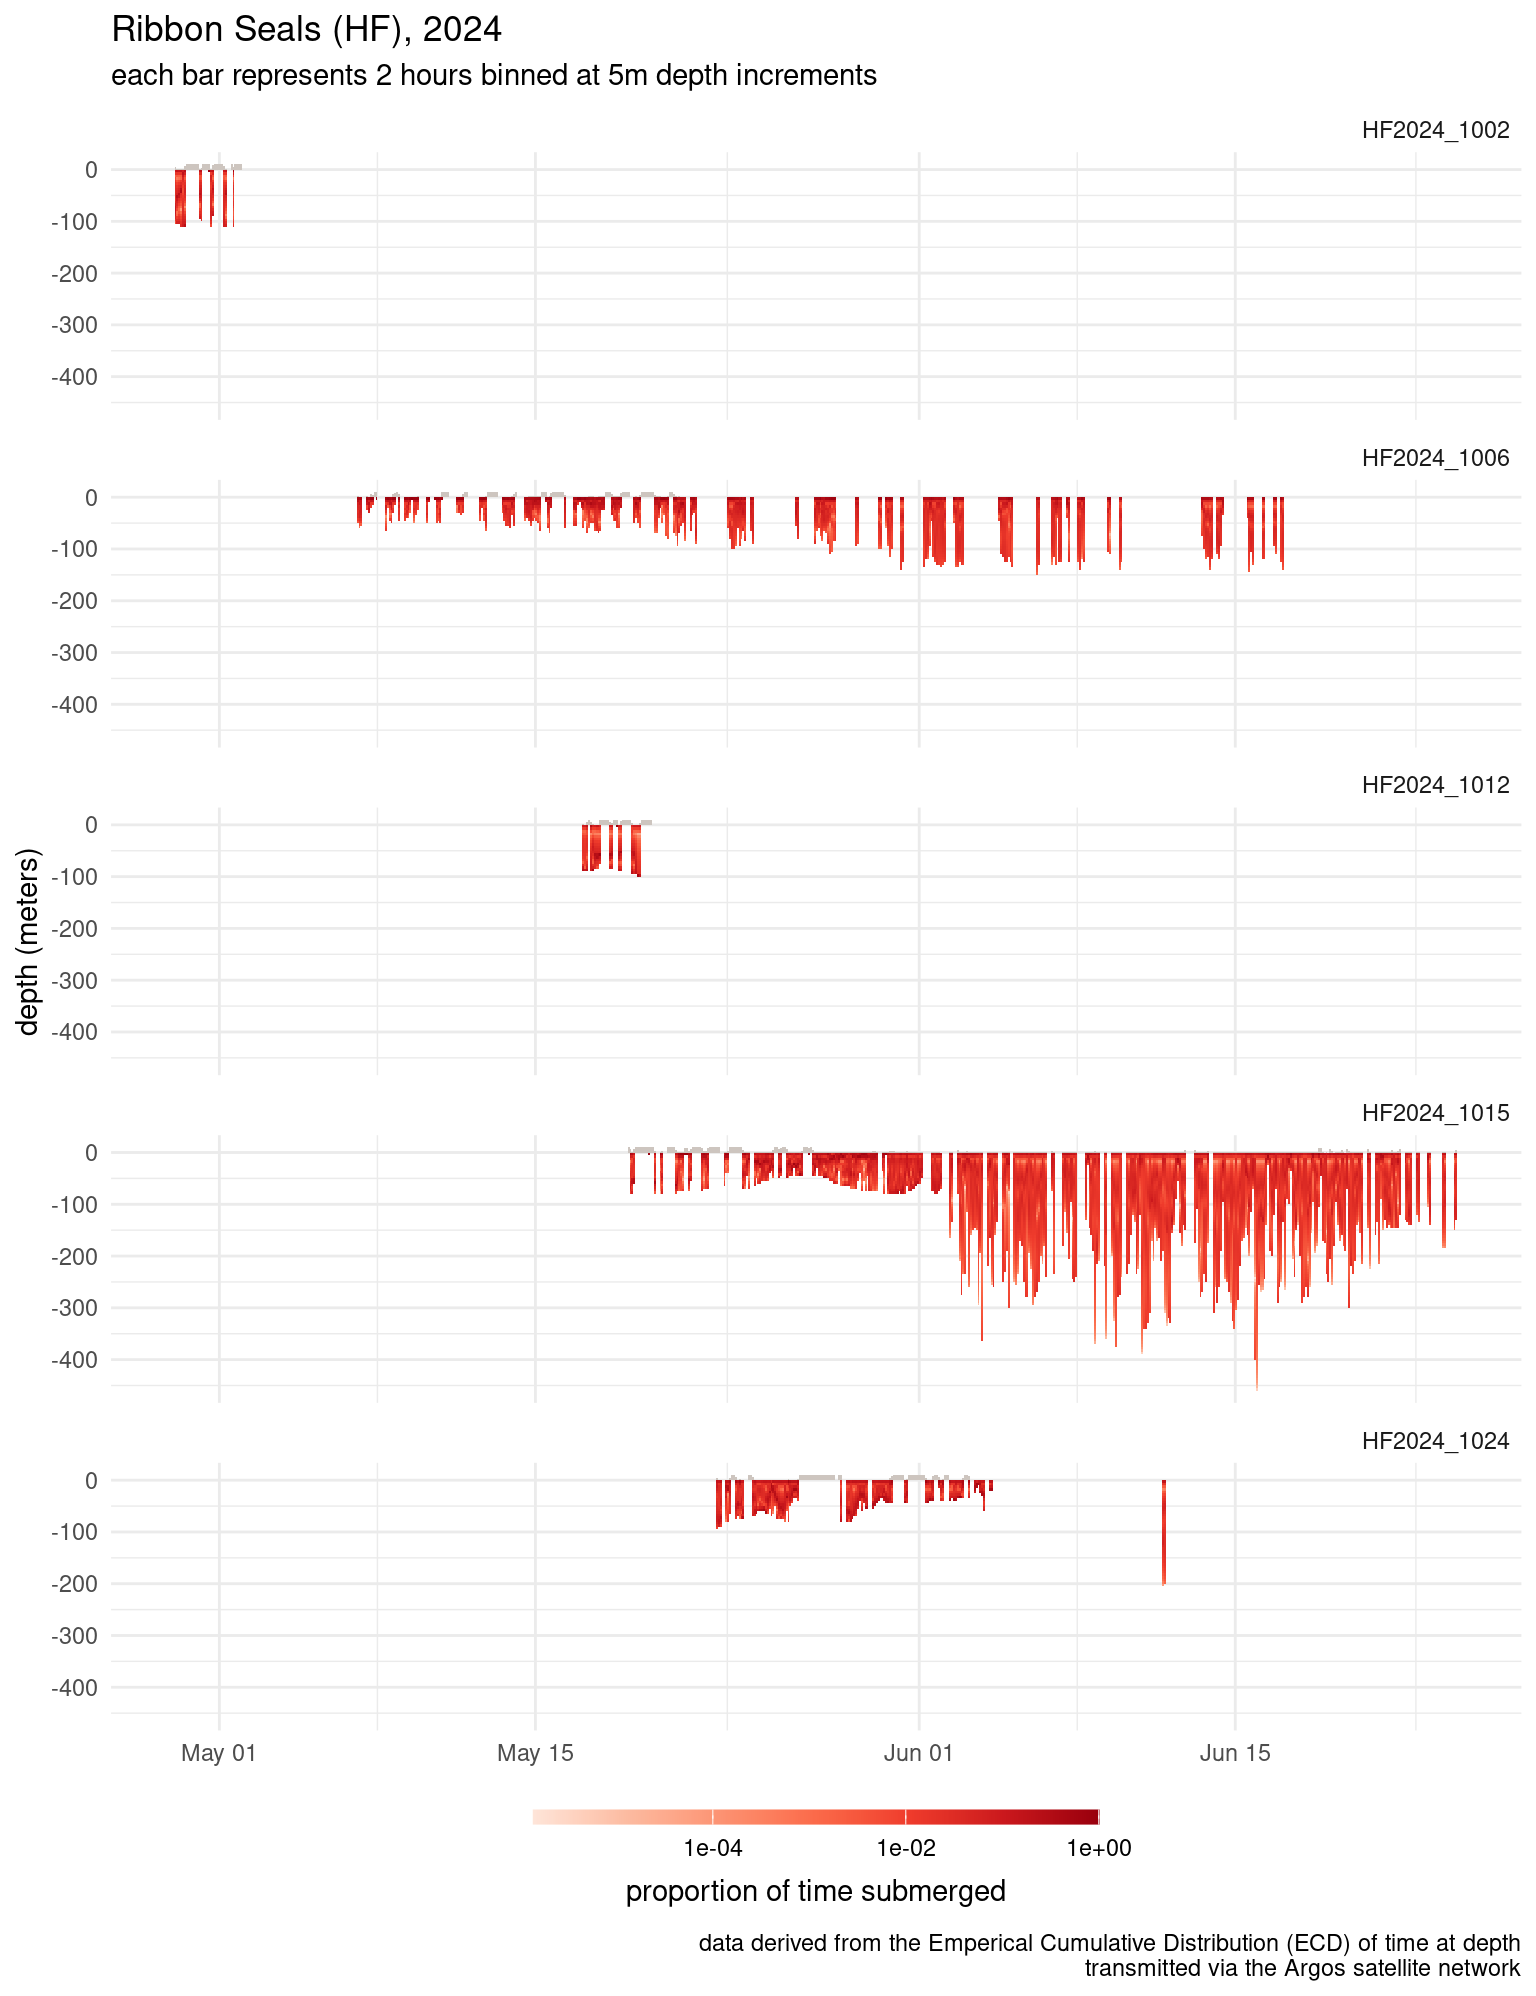 Ribbon Seals (HF), 2024
each bar represents 2 hours binned at 5m depth increments
HF2024_1002
0
-100
-200
-300
-400
HF2024_1006
0
-100
-200
-300
-400
HF2024_1012
0
-100
-200
-300
-400
depth (meters)
HF2024_1015
0
-100
-200
-300
-400
HF2024_1024
0
-100
-200
-300
-400
May 01 May 15 Jun 01 Jun 15
1e-04 1e-02 1e+00
proportion of time submerged
data derived from the Emperical Cumulative Distribution (ECD) of time at depth
transmitted via the Argos satellite network